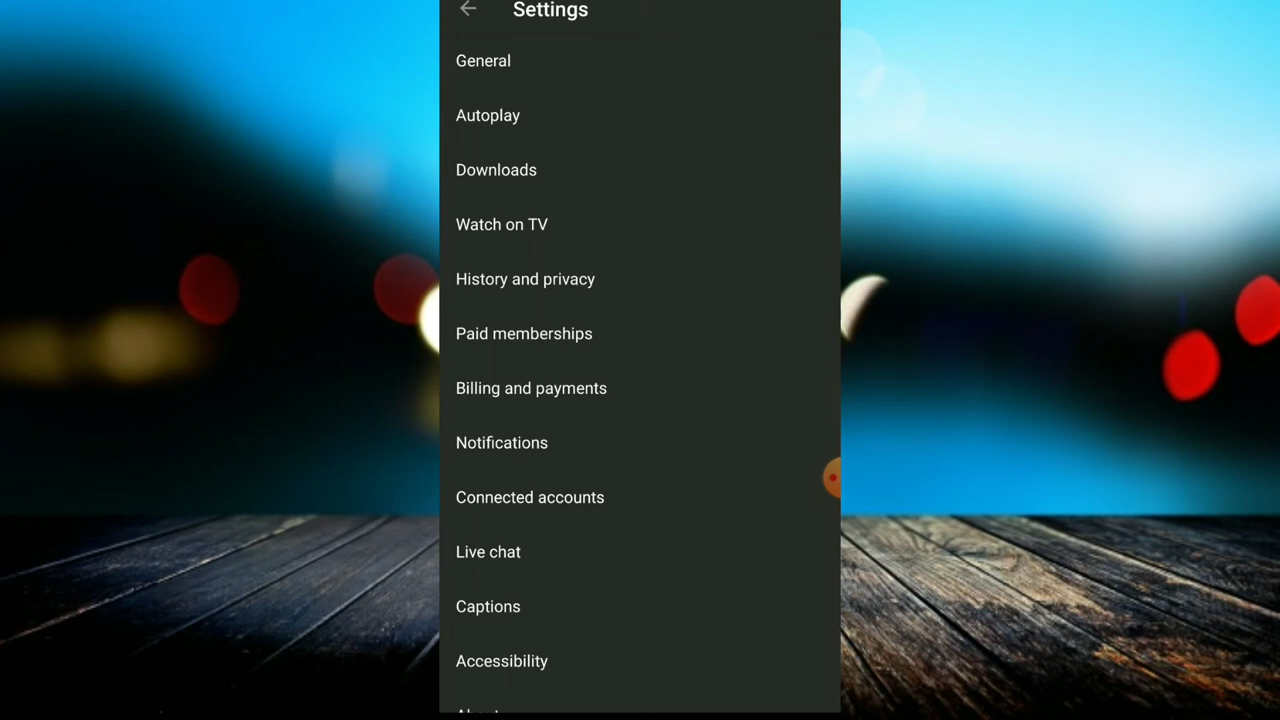 Settings
General
Autoplay
Downloads
Watch on TV
History and privacy
Paid memberships
Billing and payments
Notifications
Connected accounts
Live chat
Captions
Accessibility